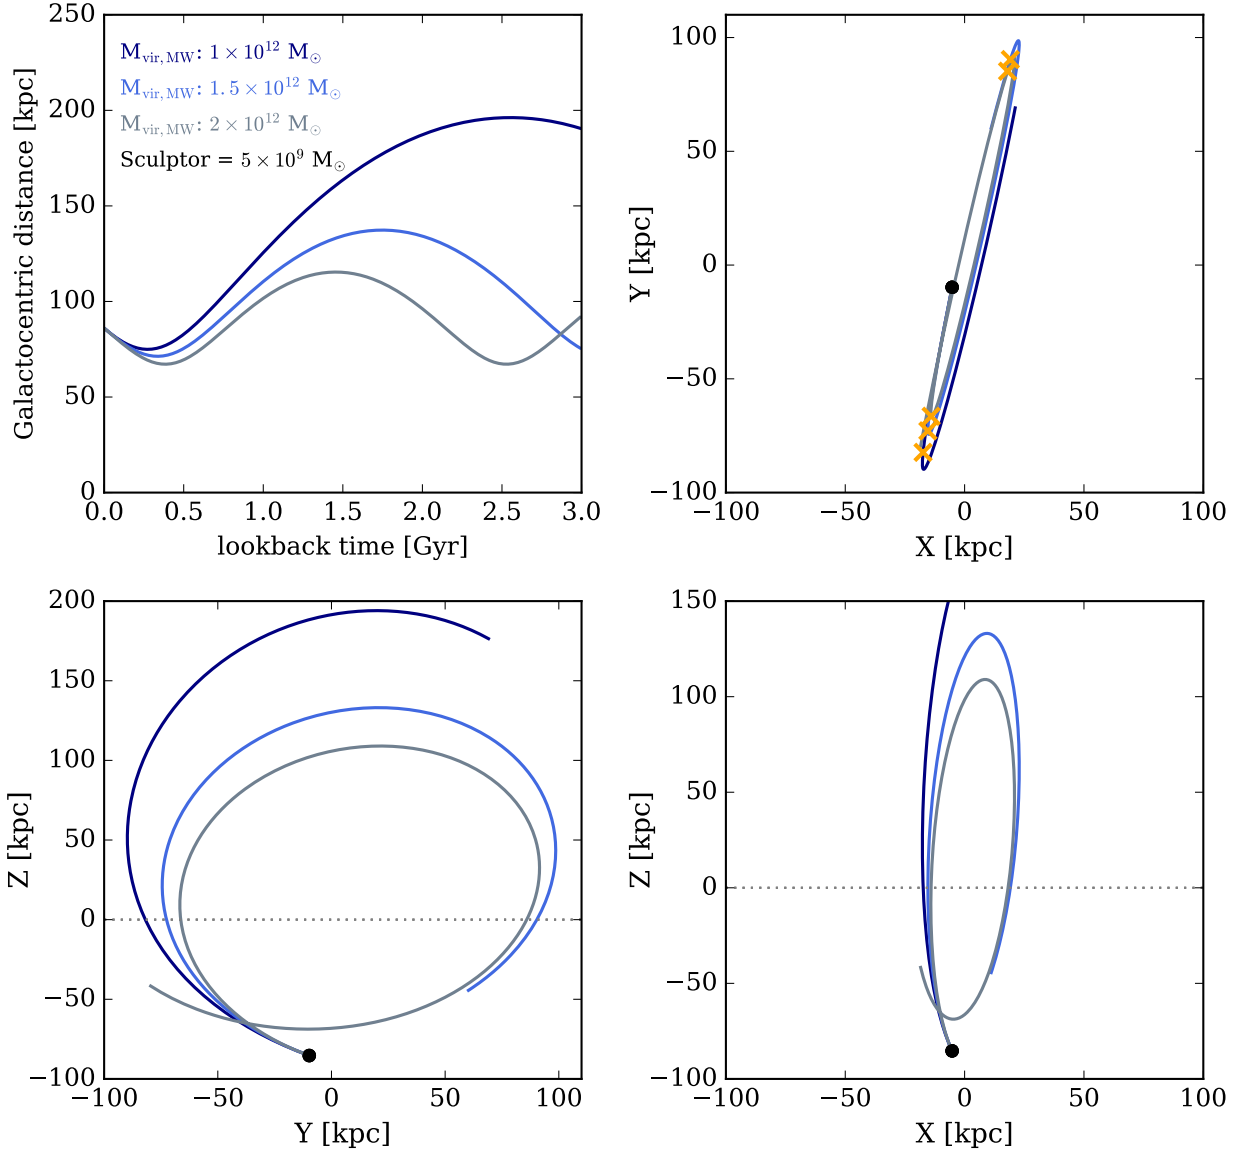 250
200
150
100
50
0
Galactocentric distance [kpc]
M_vir,MW: 1 × 10^12 M_⊙
M_vir,MW: 1.5 × 10^12 M_⊙
M_vir,MW: 2 × 10^12 M_⊙
Sculptor = 5 × 10^9 M_⊙
0.0 0.5 1.0 1.5 2.0 2.5 3.0
lookback time [Gyr]
100
50
0
−50
−100
Y [kpc]
−100 −50 0 50 100
X [kpc]
200
150
100
50
0
−50
−100
Z [kpc]
−100 −50 0 50 100
Y [kpc]
150
100
50
0
−50
−100
Z [kpc]
−100 −50 0 50 100
X [kpc]